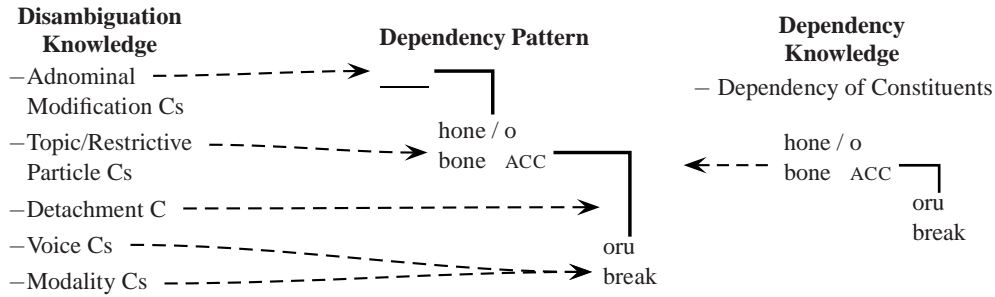 Disambiguation
Knowledge
−Adnominal
Modification Cs
−Topic/Restrictive
Particle Cs
−Detachment C
−Voice Cs
−Modality Cs
Dependency Pattern
hone / o
bone ACC
oru
break
Dependency
Knowledge
− Dependency of Constituents
hone / o
bone ACC
oru
break